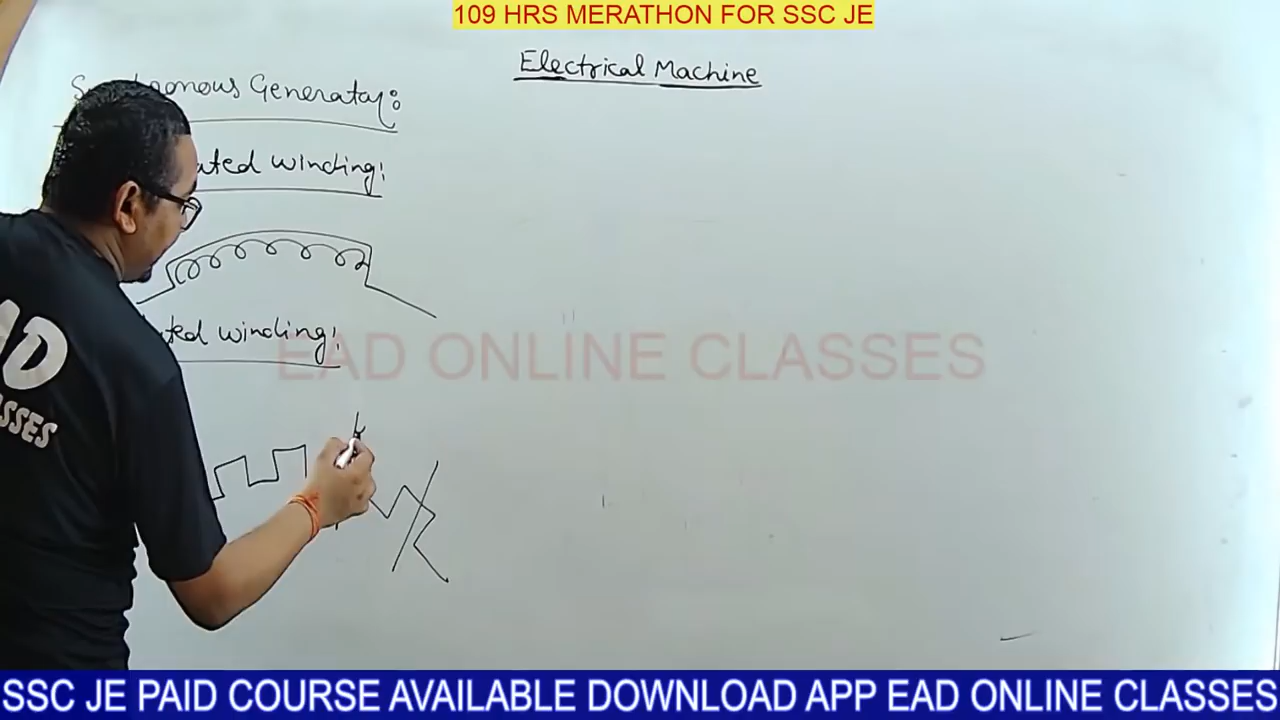 109 HRS MERATHON FOR SSC JE
Electrical Machine
Generator:
winding:
winding:
EAD ONLINE CLASSES
SSC JE PAID COURSE AVAILABLE DOWNLOAD APP EAD ONLINE CLASSES